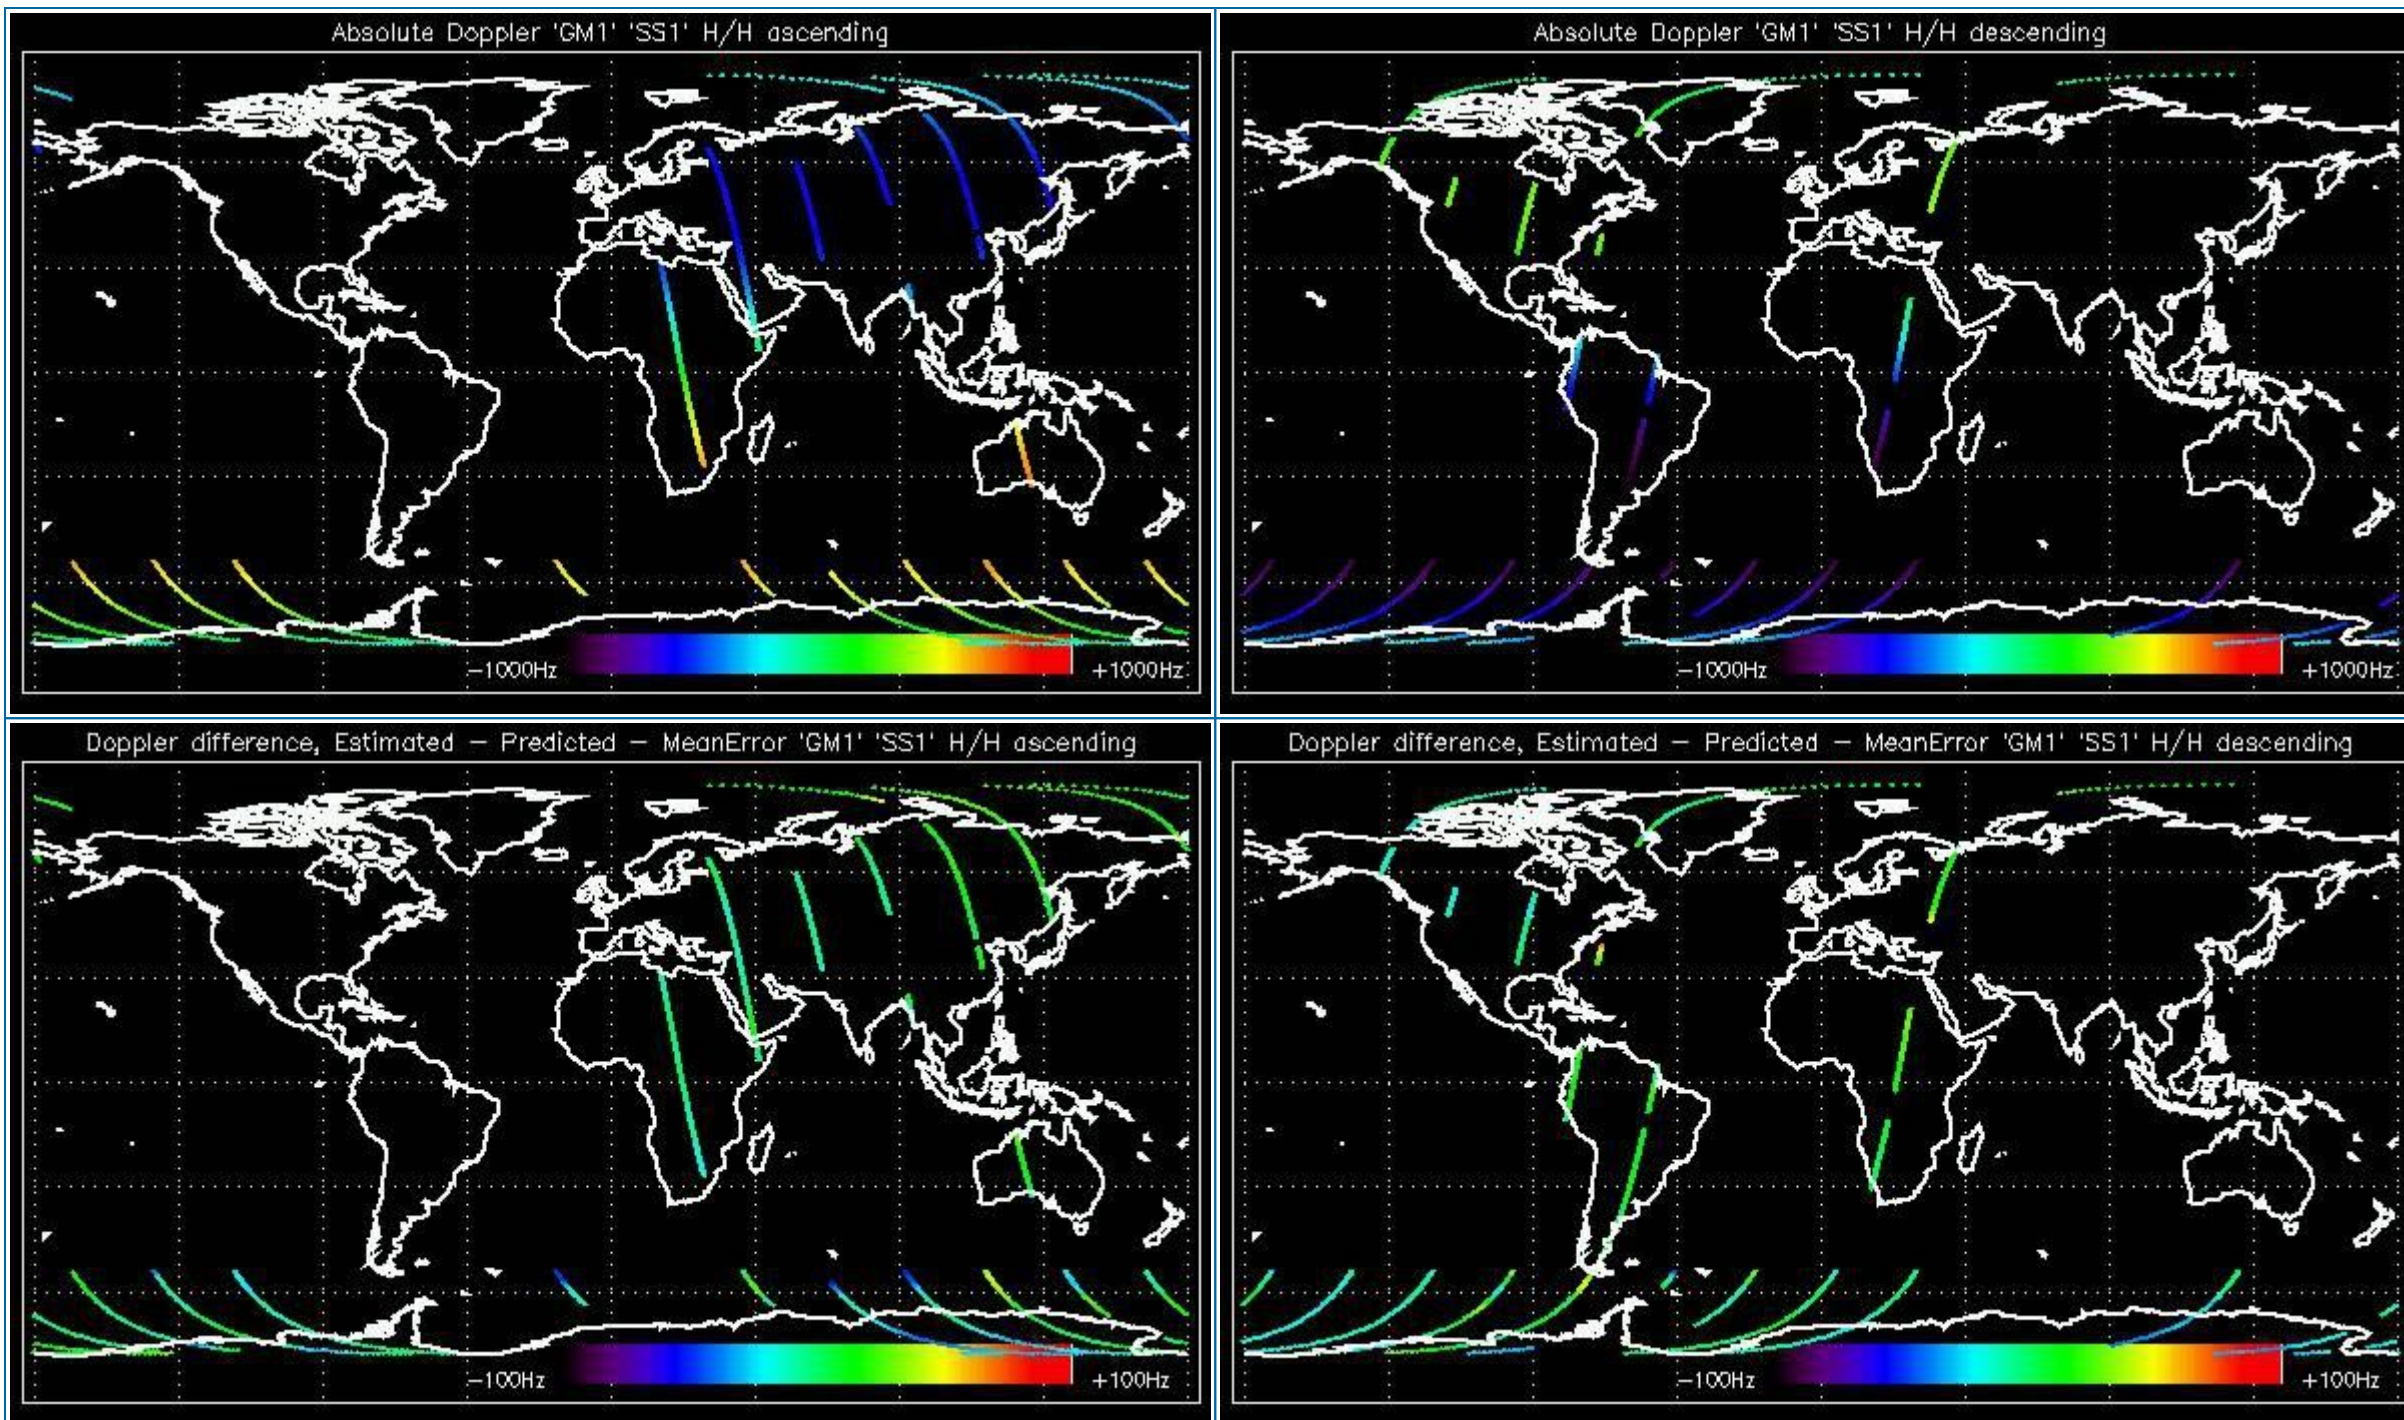 Absolute Doppler 'GM1' 'SS1' H/H ascending
−1000Hz
+1000Hz
Absolute Doppler 'GM1' 'SS1' H/H descending
−1000Hz
+1000Hz
Doppler difference, Estimated − Predicted − MeanError 'GM1' 'SS1' H/H ascending
−100Hz
+100Hz
Doppler difference, Estimated − Predicted − MeanError 'GM1' 'SS1' H/H descending
−100Hz
+100Hz